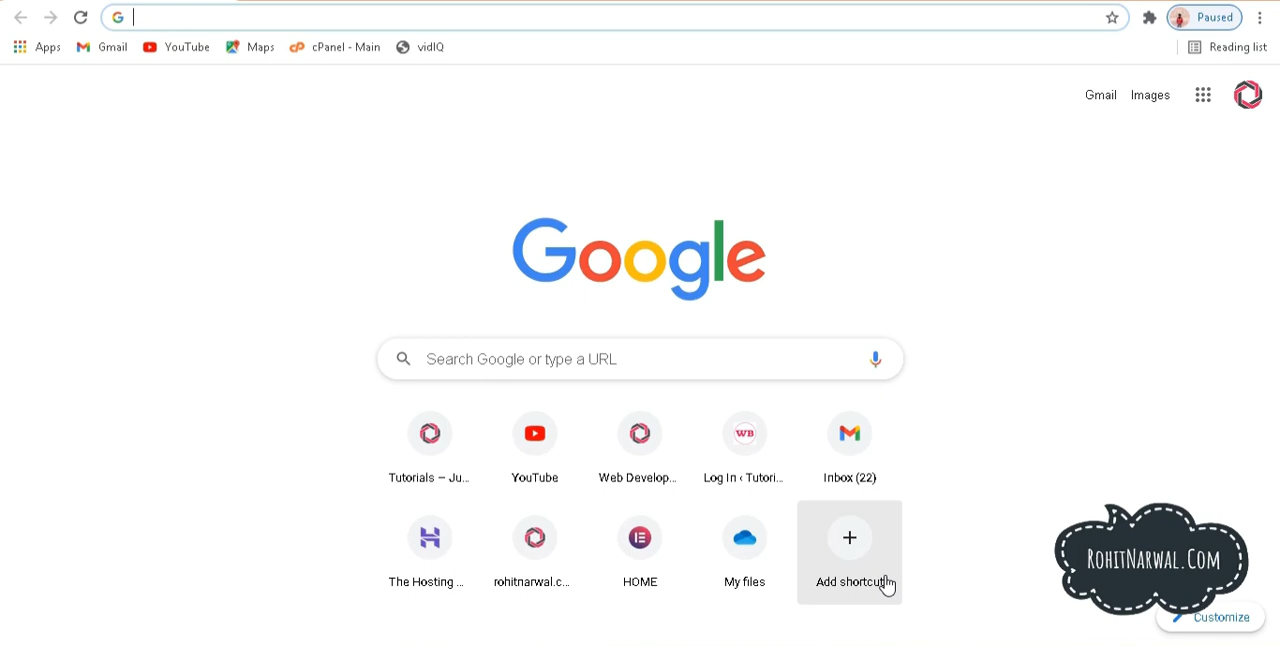 Paused
Apps Gmail YouTube Maps cPanel - Main vidIQ Reading list
Gmail Images
Google
Search Google or type a URL
Tutorials – Ju... YouTube Web Develop... Log In ‹ Tutori... Inbox (22)
WB
The Hosting ... rohitnarwal.c... HOME My files Add shortcut
ROHITNARWAL.COM
Customize